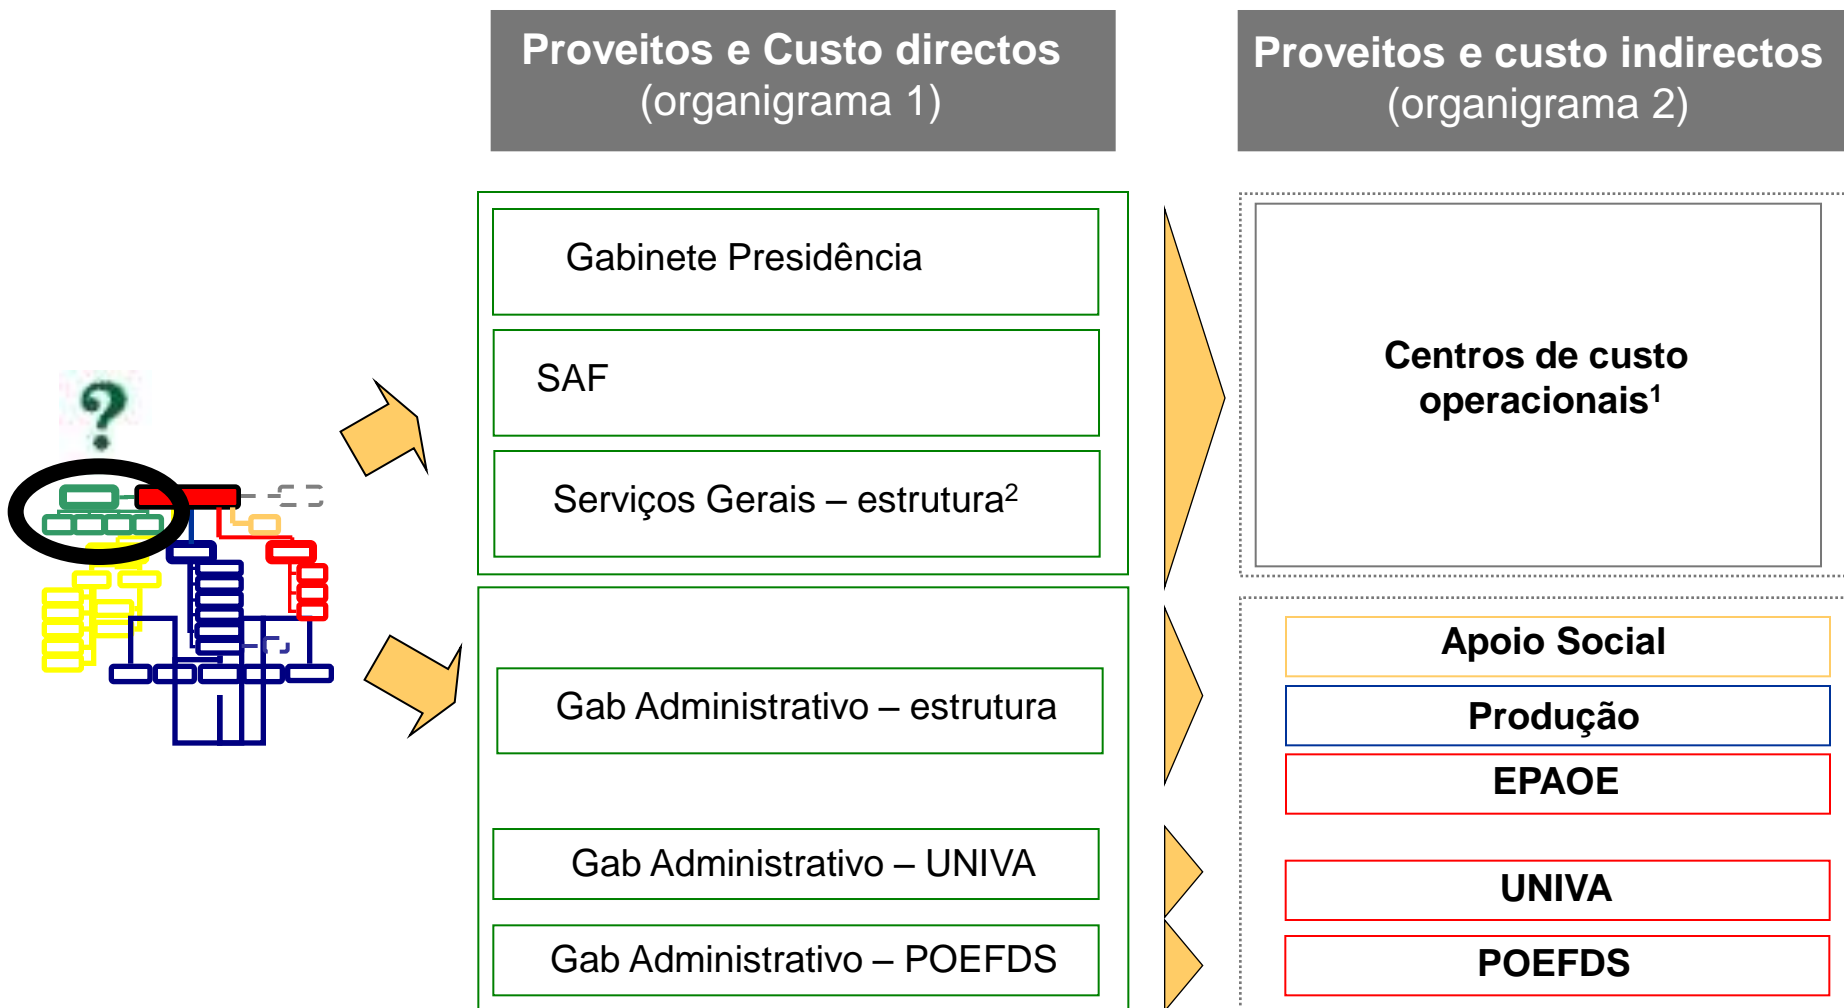 Proveitos e Custo directos
(organigrama 1)
Proveitos e custo indirectos
(organigrama 2)
Gabinete Presidência
SAF
Serviços Gerais – estrutura²
Centros de custo
operacionais¹
?
Gab Administrativo – estrutura
Gab Administrativo – UNIVA
Gab Administrativo – POEFDS
Apoio Social
Produção
EPAOE
UNIVA
POEFDS